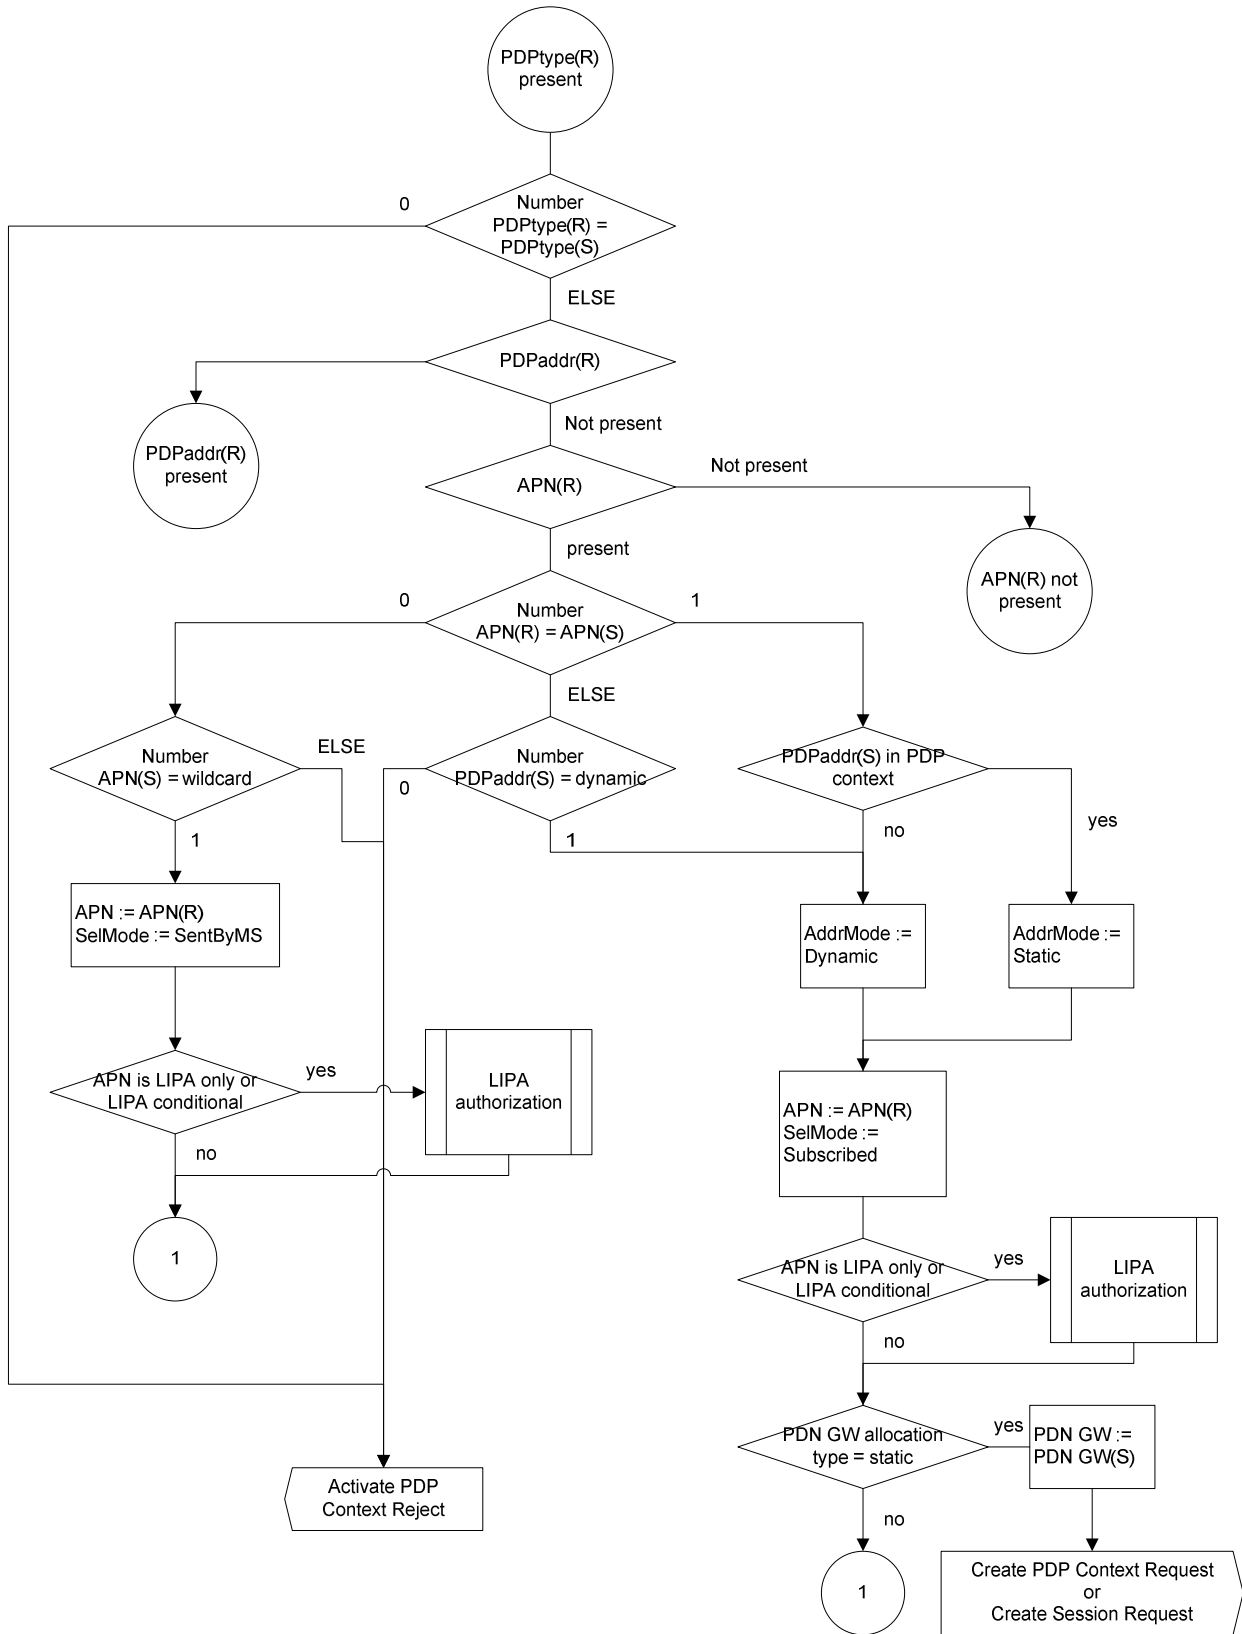 PDPtype(R)
present
0
Number
PDPtype(R) =
PDPtype(S)
ELSE
PDPaddr(R)
Not present
PDPaddr(R)
present
APN(R)
Not present
present
APN(R) not
present
0
Number
APN(R) = APN(S)
1
ELSE
Number
APN(S) = wildcard
ELSE
Number
PDPaddr(S) = dynamic
0
PDPaddr(S) in PDP
context
1
1
no
yes
APN := APN(R)
SelMode := SentByMS
AddrMode :=
Dynamic
AddrMode :=
Static
APN is LIPA only or
LIPA conditional
yes
LIPA
authorization
no
APN := APN(R)
SelMode :=
Subscribed
1
APN is LIPA only or
LIPA conditional
yes
LIPA
authorization
no
PDN GW allocation
type = static
yes
PDN GW :=
PDN GW(S)
Activate PDP
Context Reject
no
1
Create PDP Context Request
or
Create Session Request